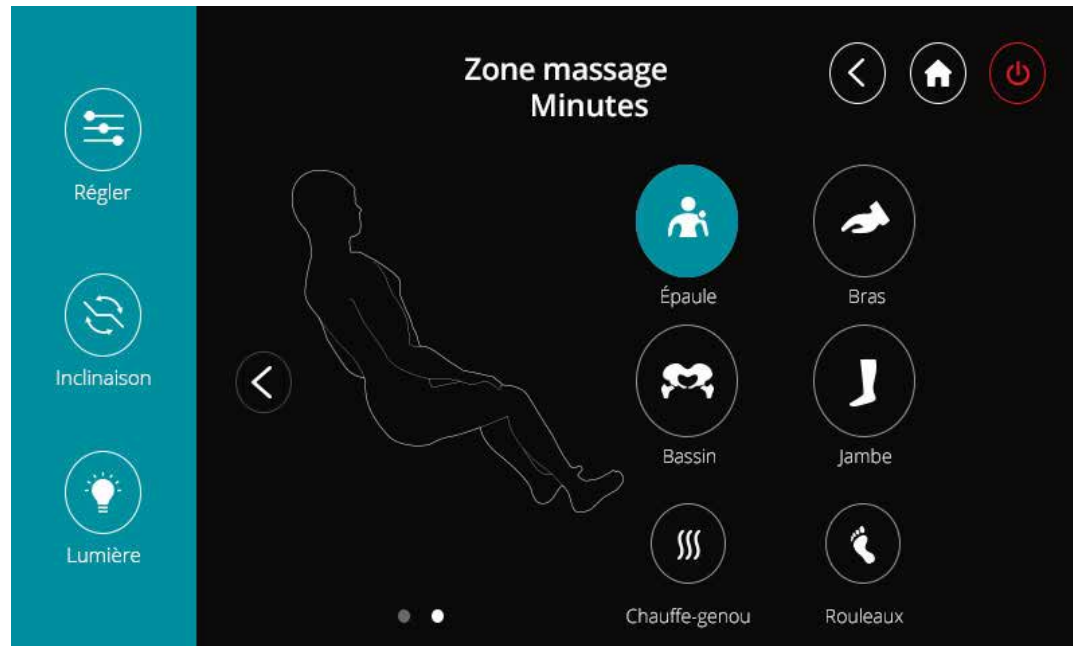 Zone massage
Minutes
Régler
Inclinaison
Lumière
Épaule
Bras
Bassin
Jambe
Chauffe-genou
Rouleaux